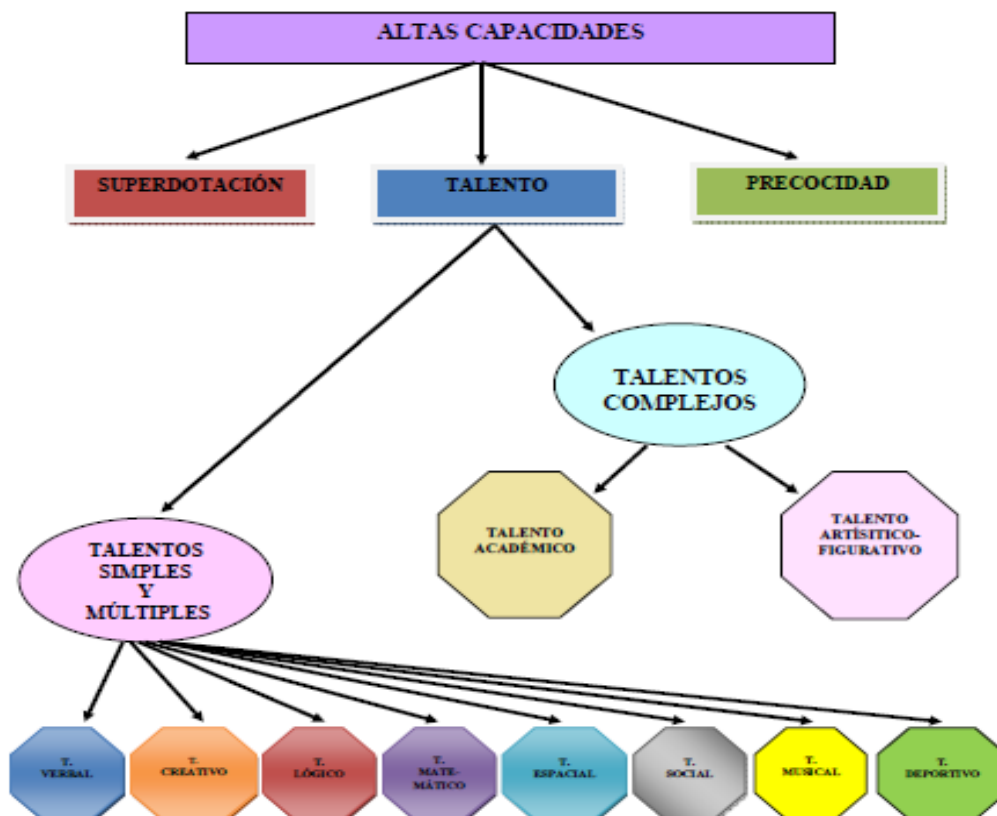 ALTAS CAPACIDADES
SUPERDOTACIÓN
TALENTO
PRECOCIDAD
TALENTOS
COMPLEJOS
TALENTO
ACADÉMICO
TALENTO
ARTÍSITICO-
FIGURATIVO
TALENTOS
SIMPLES
Y
MÚLTIPLES
T.
VERBAL
T.
CREATIVO
T.
LÓGICO
T.
MATE-
MÁTICO
T.
ESPACIAL
T.
SOCIAL
T.
MUSICAL
T.
DEPORTIVO